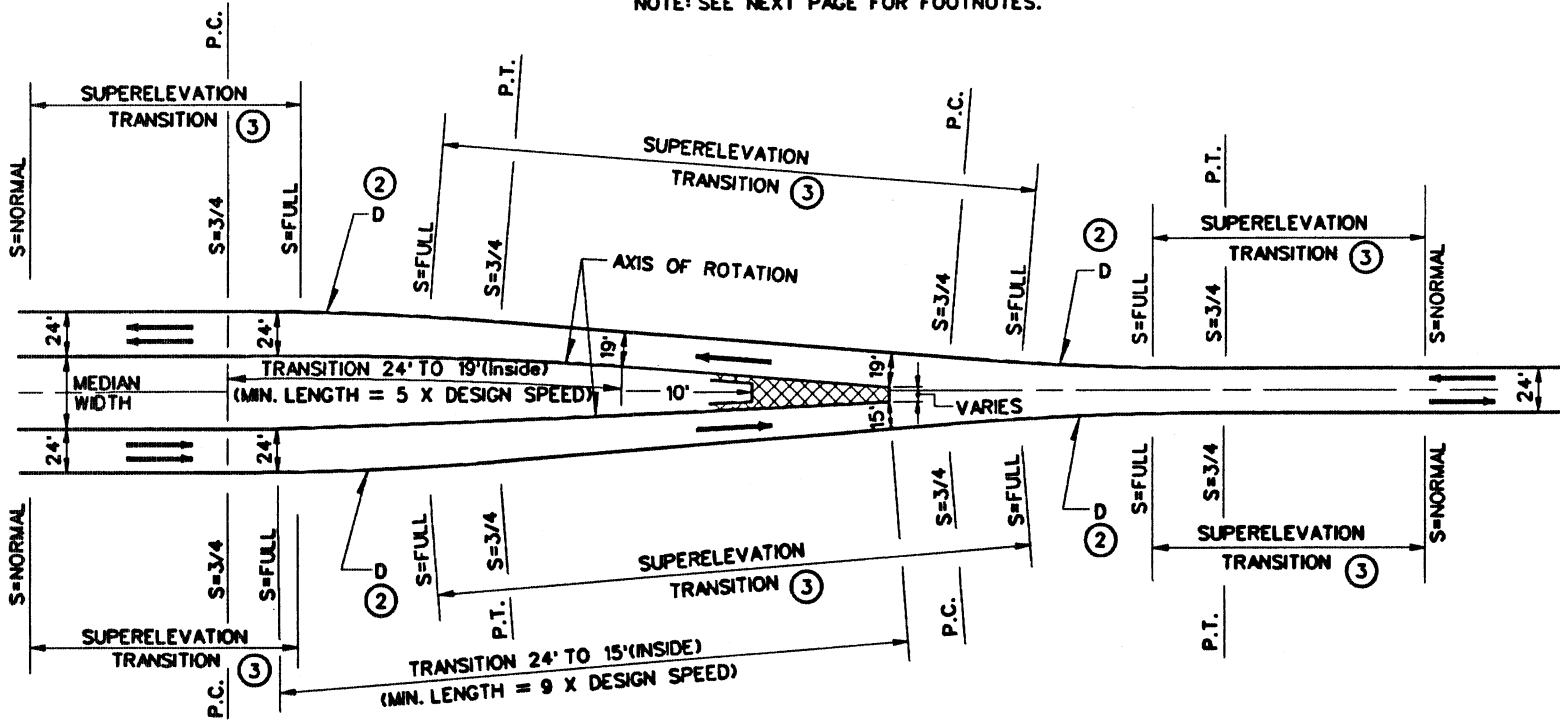 NOTE: SEE NEXT PAGE FOR FOOTNOTES.
P.C.
SUPERELEVATION
TRANSITION ③
S=NORMAL
S=3/4
S=FULL
P.T.
SUPERELEVATION
TRANSITION ③
S=FULL
S=3/4
P.C.
S=3/4
S=FULL
P.T.
SUPERELEVATION
TRANSITION ③
S=FULL
S=3/4
S=NORMAL
②
D
②
D
AXIS OF ROTATION
24'
24'
19'
19'
TRANSITION 24' TO 19'(Inside)
(MIN. LENGTH = 5 X DESIGN SPEED)
MEDIAN
WIDTH
10'
VARIES
15'
24'
24'
24'
D
②
D
②
S=NORMAL
S=3/4
S=FULL
SUPERELEVATION
TRANSITION ③
P.C.
S=FULL
S=3/4
P.T.
SUPERELEVATION
TRANSITION ③
S=3/4
S=FULL
P.C.
S=FULL
S=3/4
S=NORMAL
SUPERELEVATION
TRANSITION ③
P.T.
TRANSITION 24' TO 15'(INSIDE)
(MIN. LENGTH = 9 X DESIGN SPEED)